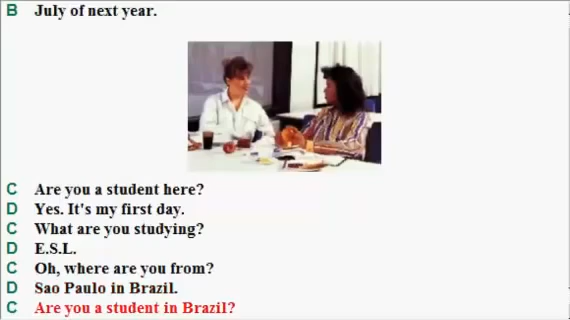 B July of next year.
C Are you a student here?
D Yes. It's my first day.
C What are you studying?
D E.S.L.
C Oh, where are you from?
D Sao Paulo in Brazil.
C Are you a student in Brazil?